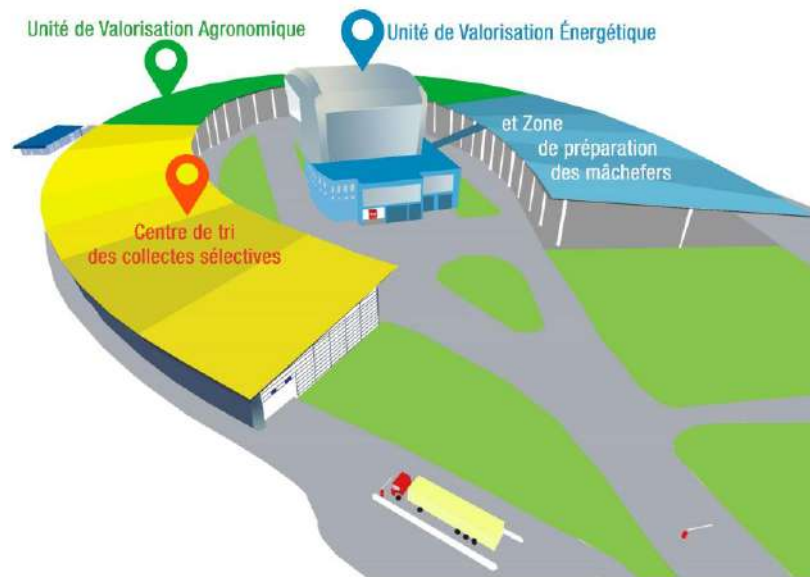 Unité de Valorisation Agronomique
Unité de Valorisation Énergétique
et Zone
de préparation
des mâchefers
Centre de tri
des collectes sélectives